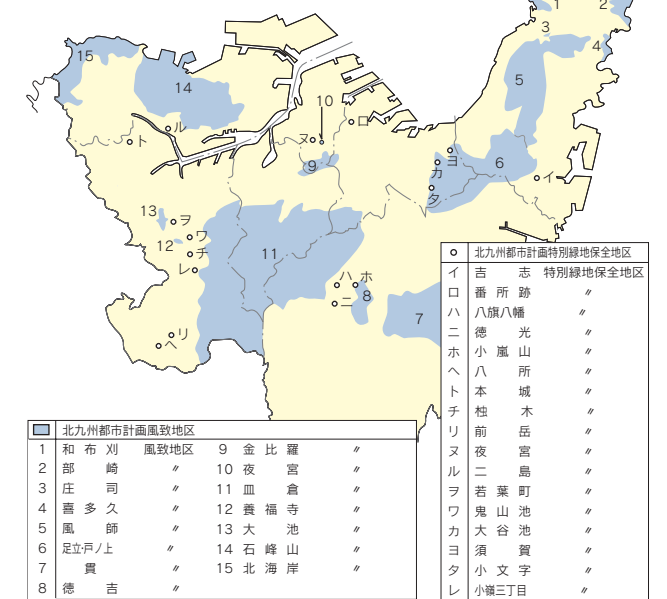 1
2
3
4
5
15
14
10
ル
ト
ヌ
ロ
9
ヨ
カ
6
タ
イ
13
ヲ
ワ
12
チ
レ
11
ハ
ホ
ニ
8
7
リ
ヘ
北九州都市計画特別緑地保全地区
イ 吉志 特別緑地保全地区
ロ 番所跡 〃
ハ 八旗八幡 〃
ニ 徳光 〃
ホ 小嵐山 〃
ヘ 八所 〃
ト 本城 〃
チ 柮木 〃
リ 前岳 〃
ヌ 夜宮 〃
ル 二島 〃
ヲ 若葉町 〃
ワ 鬼山池 〃
カ 大谷池 〃
ヨ 須賀 〃
タ 小文字 〃
レ 小嶺三丁目 〃
北九州都市計画風致地区
1 和布刈 風致地区 9 金比羅 〃
2 部崎 〃 10 夜宮 〃
3 庄司 〃 11 皿倉 〃
4 喜多久 〃 12 養福寺 〃
5 風師 〃 13 大池 〃
6 足立・戸ノ上 〃 14 石峰山 〃
7 貫 〃 15 北海岸 〃
8 徳吉 〃